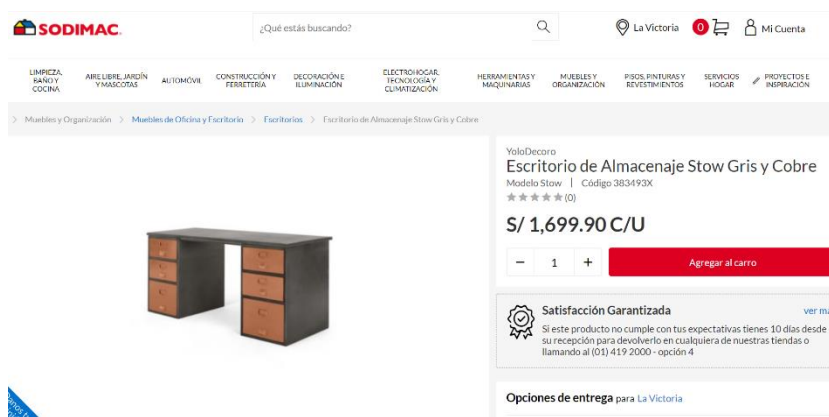 SODIMAC.
¿Qué estás buscando?
La Victoria
0
Mi Cuenta
LIMPIEZA, BAÑO Y COCINA
AIRE LIBRE, JARDÍN Y MASCOTAS
AUTOMÓVIL
CONSTRUCCIÓN Y FERRETERÍA
DECORACIÓN E ILUMINACIÓN
ELECTROHOGAR, TECNOLOGÍA Y CLIMATIZACIÓN
HERRAMIENTAS Y MAQUINARIAS
MUEBLES Y ORGANIZACIÓN
PISOS, PINTURAS Y REVESTIMIENTOS
SERVICIOS HOGAR
PROYECTOS E INSPIRACIÓN
> Muebles y Organización > Muebles de Oficina y Escritorio > Escritorios > Escritorio de Almacenaje Stow Gris y Cobre
YoloDecoro
Escritorio de Almacenaje Stow Gris y Cobre
Modelo Stow | Código 383493X
★★★★★ (0)
S/ 1,699.90 C/U
− 1 +
Agregar al carro
Satisfacción Garantizada
ver má
Si este producto no cumple con tus expectativas tienes 10 días desde
su recepción para devolverlo en cualquiera de nuestras tiendas o
llamando al (01) 419 2000 - opción 4
Opciones de entrega para La Victoria